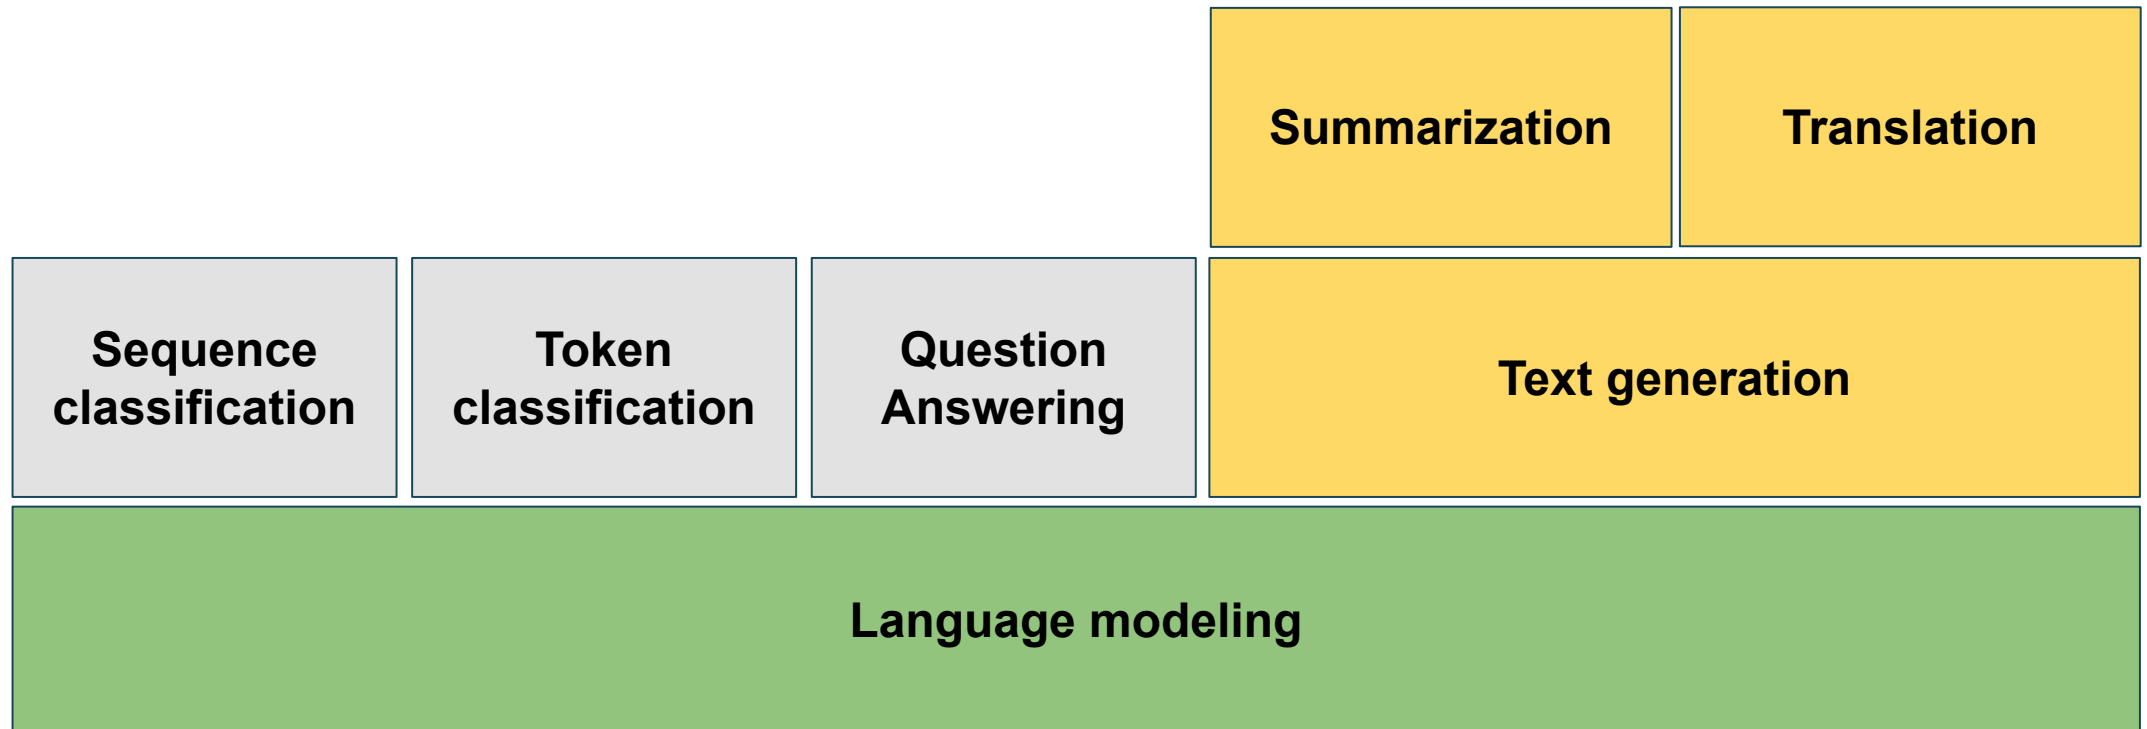 Summarization
Translation
Sequence
classification
Token
classification
Question
Answering
Text generation
Language modeling